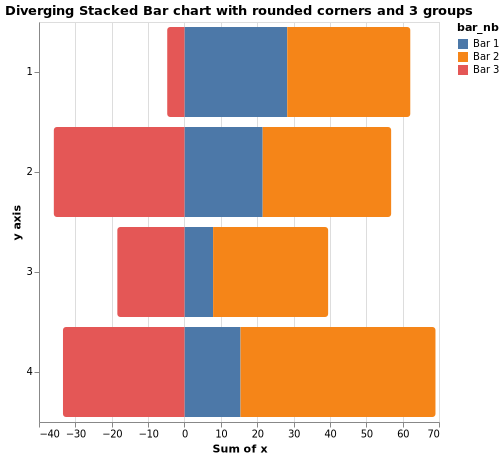 Diverging Stacked Bar chart with rounded corners and 3 groups
bar_nb
Bar 1
Bar 2
Bar 3
y axis
1
2
3
4
−40 −30 −20 −10 0 10 20 30 40 50 60 70
Sum of x